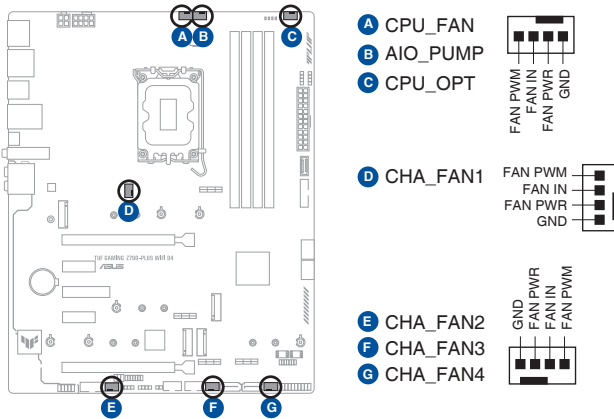 A CPU_FAN
B AIO_PUMP
C CPU_OPT
FAN PWM
FAN IN
FAN PWR
GND
A B C
D CHA_FAN1
FAN PWM
FAN IN
FAN PWR
GND
D
TUF GAMING Z790-PLUS WIFI D4
ASUS
E CHA_FAN2
F CHA_FAN3
G CHA_FAN4
GND
FAN PWR
FAN IN
FAN PWM
E F G